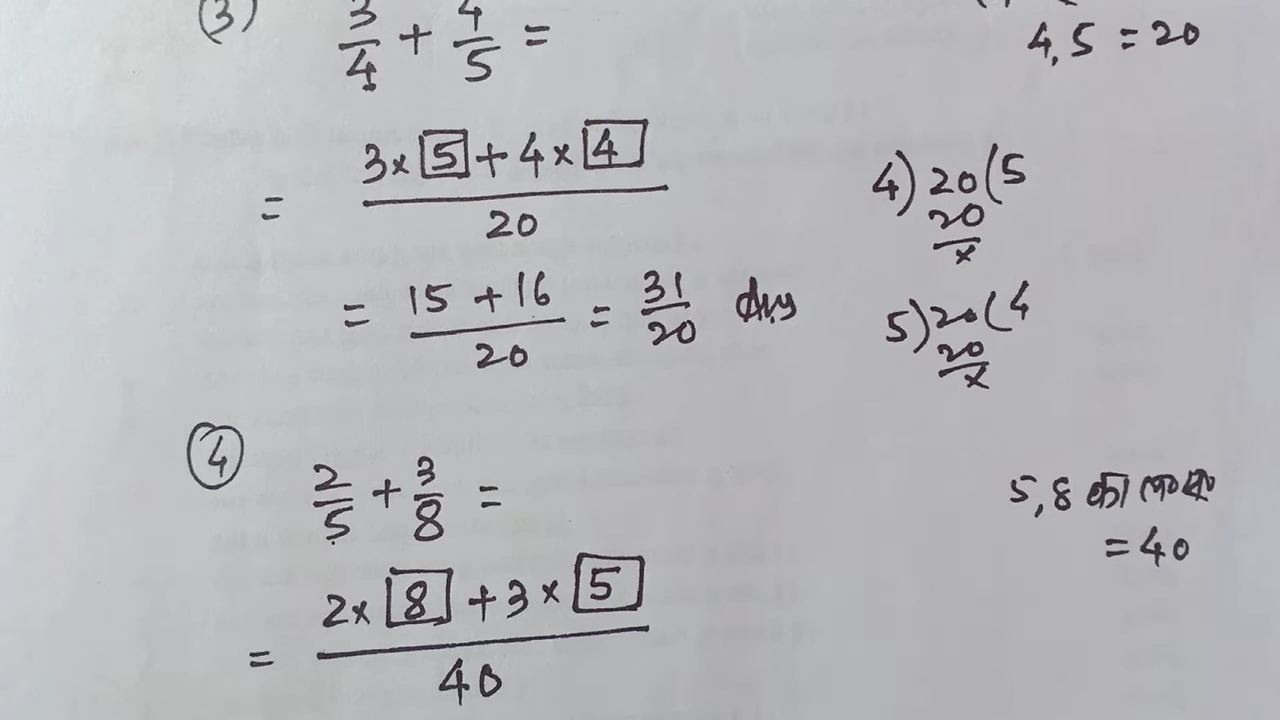 (3) 3/4 + 4/5 =
4,5 = 20
= 3× 5 + 4× 4 / 20
4) 20 (5
20
×
= 15 + 16 / 20 = 31/20 Ans
5) 20 (4
20
×
4
2/5 + 3/8 =
5,8 का ल०स०
= 40
= 2× 8 + 3× 5 / 40